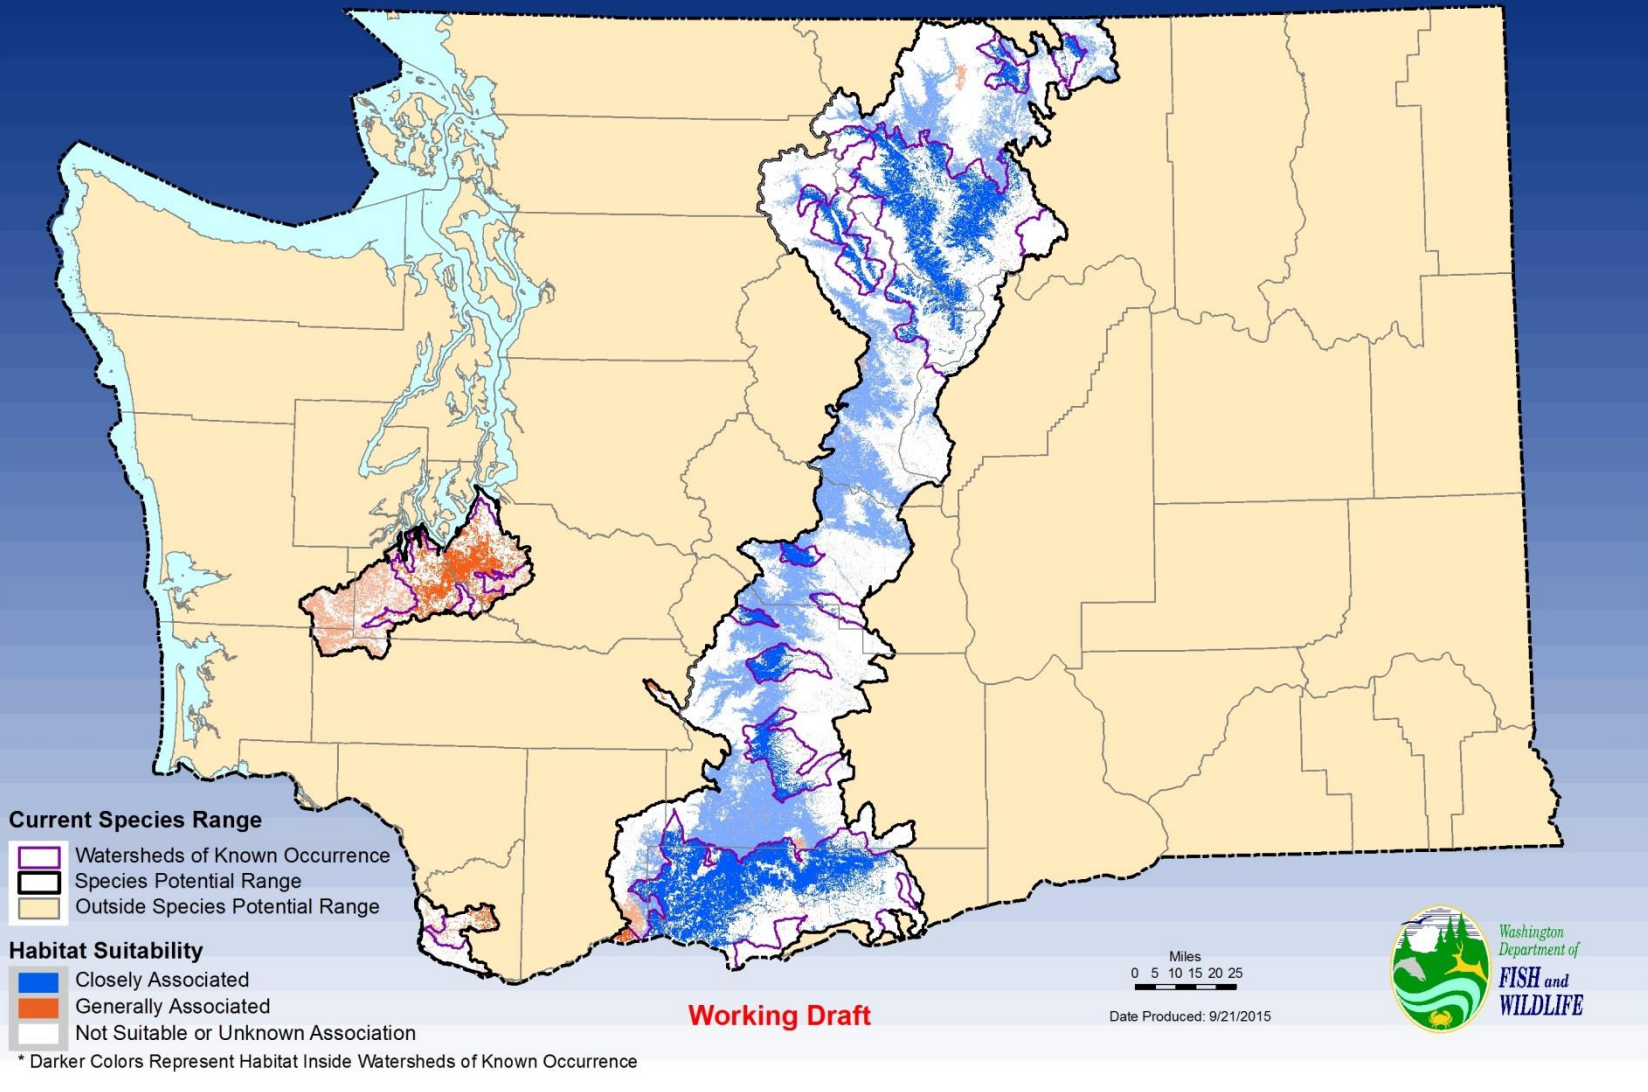 Current Species Range
Watersheds of Known Occurrence
Species Potential Range
Outside Species Potential Range
Habitat Suitability
Closely Associated
Generally Associated
Not Suitable or Unknown Association
* Darker Colors Represent Habitat Inside Watersheds of Known Occurrence
Working Draft
Miles
0 5 10 15 20 25
Date Produced: 9/21/2015
Washington
Department of
FISH and
WILDLIFE